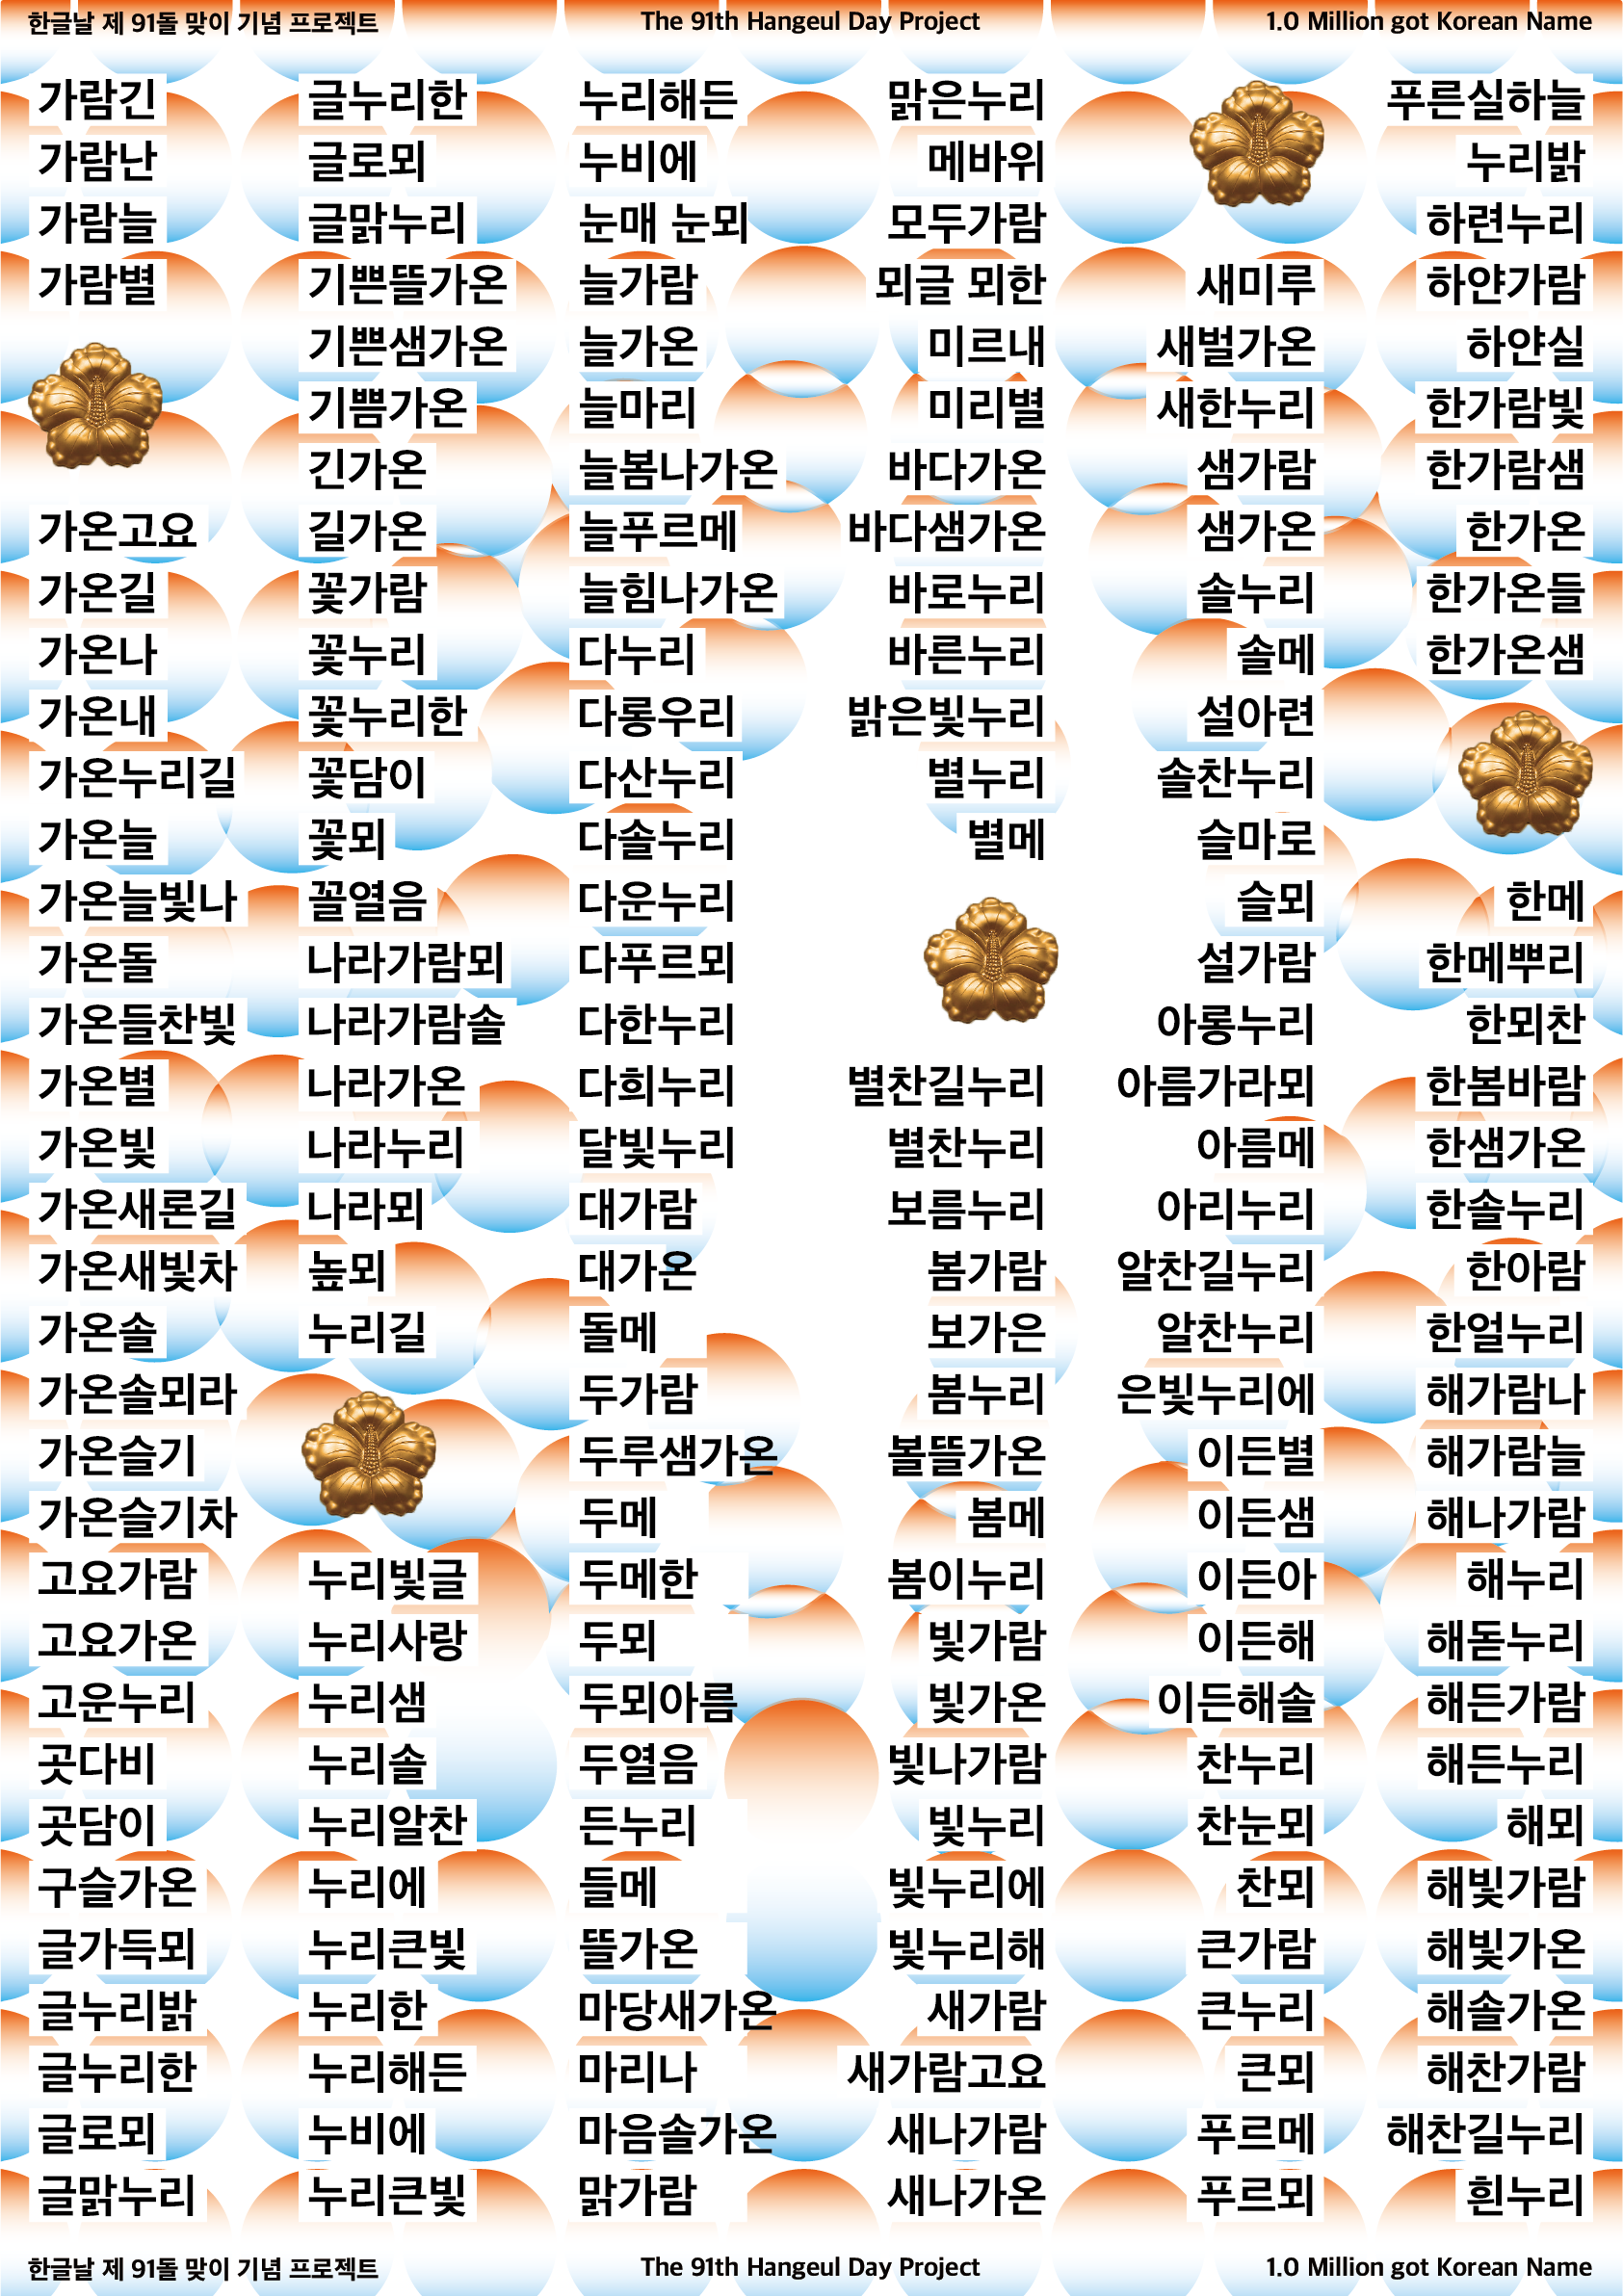 한글날 제 91돌 맞이 기념 프로젝트
The 91th Hangeul Day Project
1.0 Million got Korean Name
가람긴
가람난
가람늘
가람별
가온고요
가온길
가온나
가온내
가온누리길
가온늘
가온늘빛나
가온돌
가온들찬빛
가온별
가온빛
가온새론길
가온새빛차
가온솔
가온솔뫼라
가온슬기
가온슬기차
고요가람
고요가온
고운누리
곳다비
곳담이
구슬가온
글가득뫼
글누리밝
글누리한
글로뫼
글맑누리
글누리한
글로뫼
글맑누리
기쁜뜰가온
기쁜샘가온
기쁨가온
긴가온
길가온
꽃가람
꽃누리
꽃누리한
꽃담이
꽃뫼
꼴열음
나라가람뫼
나라가람솔
나라가온
나라누리
나라뫼
높뫼
누리길
누리빛글
누리사랑
누리샘
누리솔
누리알찬
누리에
누리큰빛
누리한
누리해든
누비에
누리큰빛
누리해든
누비에
눈매 눈뫼
늘가람
늘가온
늘마리
늘봄나가온
늘푸르메
늘힘나가온
다누리
다롱우리
다산누리
다솔누리
다운누리
다푸르뫼
다한누리
다희누리
달빛누리
대가람
대가온
돌메
두가람
두루샘가온
두메
두메한
두뫼
두뫼아름
두열음
든누리
들메
뜰가온
마당새가온
마리나
마음솔가온
맑가람
맑은누리
메바위
모두가람
뫼글 뫼한
미르내
미리별
바다가온
바다샘가온
바로누리
바른누리
밝은빛누리
별누리
별메
별찬길누리
별찬누리
보름누리
봄가람
보가은
봄누리
볼뜰가온
봄메
봄이누리
빛가람
빛가온
빛나가람
빛누리
빛누리에
빛누리해
새가람
새가람고요
새나가람
새나가온
새미루
새벌가온
새한누리
샘가람
샘가온
솔누리
솔메
설아련
솔찬누리
슬마로
슬뫼
설가람
아롱누리
아름가라뫼
아름메
아리누리
알찬길누리
알찬누리
은빛누리에
이든별
이든샘
이든아
이든해
이든해솔
찬누리
찬눈뫼
찬뫼
큰가람
큰누리
큰뫼
푸르메
푸르뫼
푸른실하늘
누리밝
하련누리
하얀가람
하얀실
한가람빛
한가람샘
한가온
한가온들
한가온샘
한메
한메뿌리
한뫼찬
한봄바람
한샘가온
한솔누리
한아람
한얼누리
해가람나
해가람늘
해나가람
해누리
해돋누리
해든가람
해든누리
해뫼
해빛가람
해빛가온
해솔가온
해찬가람
해찬길누리
흰누리
한글날 제 91돌 맞이 기념 프로젝트
The 91th Hangeul Day Project
1.0 Million got Korean Name